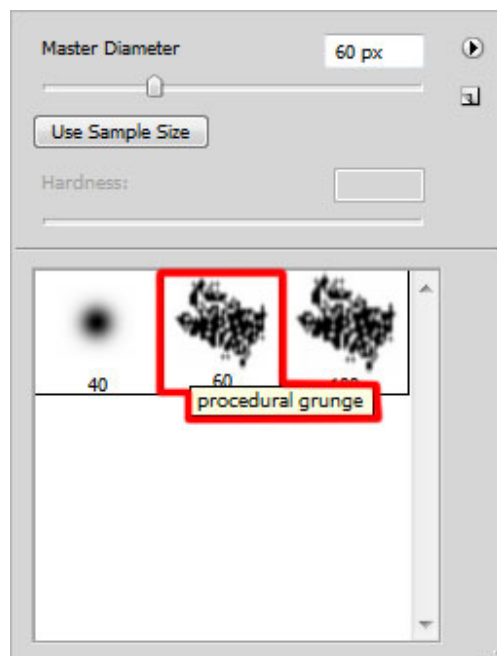 Master Diameter 60 px
Use Sample Size
Hardness:
40 60
procedural grunge